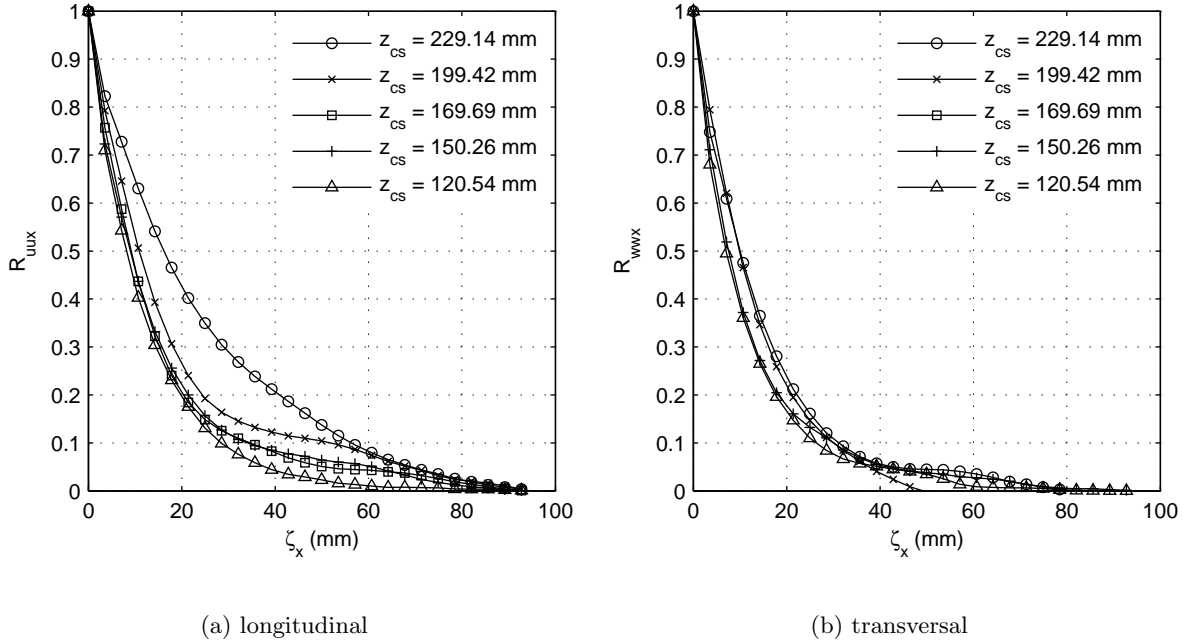 1
0.9
0.8
0.7
0.6
0.5
0.4
0.3
0.2
0.1
0
0 20 40 60 80 100
R_uux
ζ_x (mm)
z_cs = 229.14 mm
z_cs = 199.42 mm
z_cs = 169.69 mm
z_cs = 150.26 mm
z_cs = 120.54 mm
(a) longitudinal
1
0.9
0.8
0.7
0.6
0.5
0.4
0.3
0.2
0.1
0
0 20 40 60 80 100
R_wwx
ζ_x (mm)
z_cs = 229.14 mm
z_cs = 199.42 mm
z_cs = 169.69 mm
z_cs = 150.26 mm
z_cs = 120.54 mm
(b) transversal